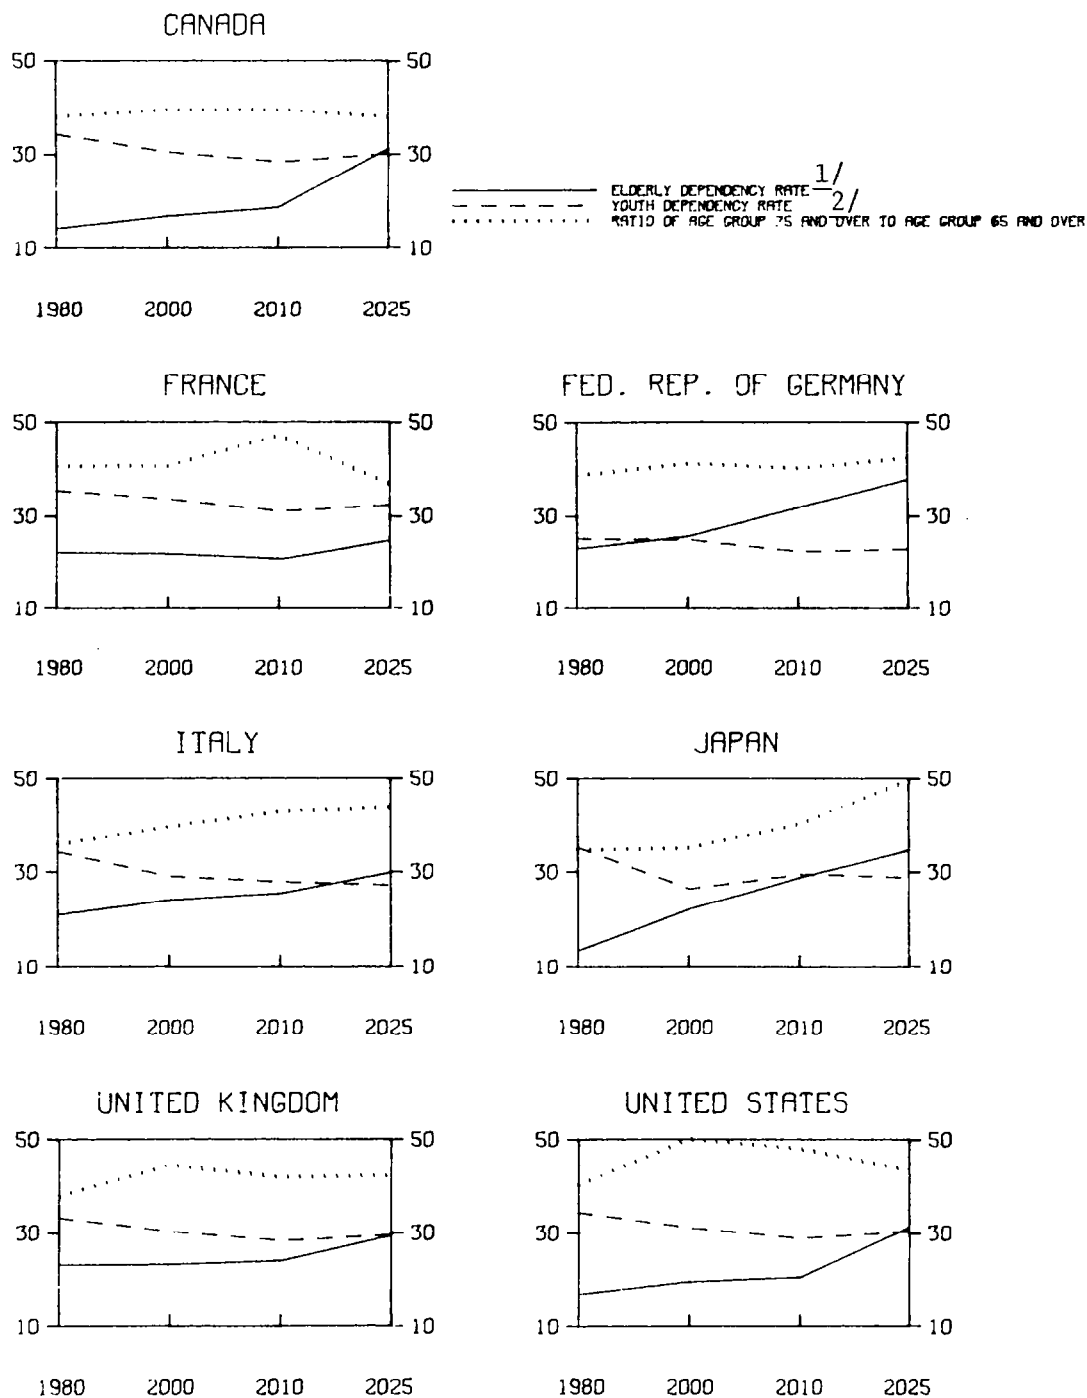 CANADA
50 50
30 30
10 10
1980 2000 2010 2025
ELDERLY DEPENDENCY RATE 1/
YOUTH DEPENDENCY RATE 2/
RATIO OF AGE GROUP 75 AND OVER TO AGE GROUP 65 AND OVER
FRANCE
50 50
30 30
10 10
1980 2000 2010 2025
FED. REP. OF GERMANY
50 50
30 30
10 10
1980 2000 2010 2025
ITALY
50 50
30 30
10 10
1980 2000 2010 2025
JAPAN
50 50
30 30
10 10
1980 2000 2010 2025
UNITED KINGDOM
50 50
30 30
10 10
1980 2000 2010 2025
UNITED STATES
50 50
30 30
10 10
1980 2000 2010 2025